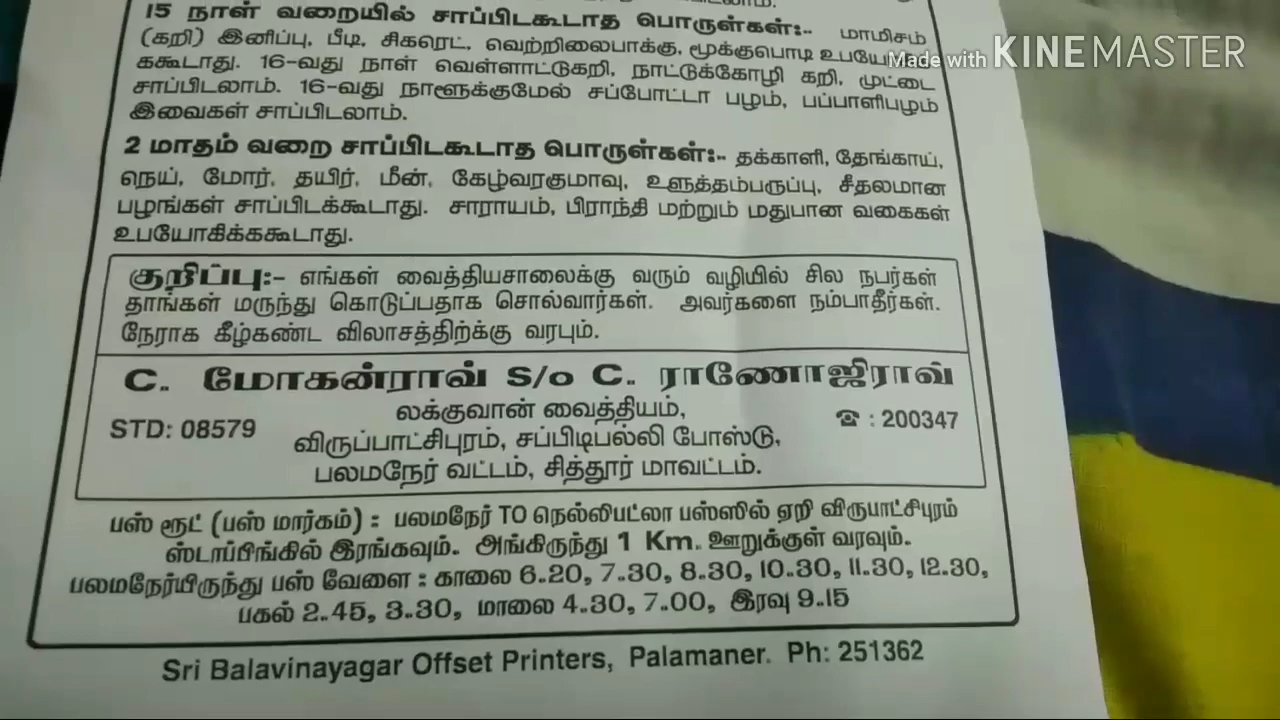 15 நாள் வறையில் சாப்பிடகூடாத பொருள்கள்:- மாமிசம்
(கறி) இனிப்பு, பீடி, சிகரெட், வெற்றிலைபாக்கு, மூக்குபொடி
ககூடாது. 16-வது நாள் வெள்ளாட்டுகறி, நாட்டுக்கோழி கறி, முட்டை
சாப்பிடலாம். 16-வது நாளூக்குமேல் சப்போட்டா பழம், பப்பாளிபழம்
இவைகள் சாப்பிடலாம்.
Made with KINEMASTER
2 மாதம் வறை சாப்பிடகூடாத பொருள்கள்:- தக்காளி, தேங்காய்,
நெய், மோர், தயிர், மீன், கேழ்வரகுமாவு, உளுத்தம்பருப்பு, சீதலமான
பழங்கள் சாப்பிடக்கூடாது. சாராயம், பிராந்தி மற்றும் மதுபான வகைகள்
உபயோகிக்ககூடாது.
குறிப்பு:- எங்கள் வைத்தியசாலைக்கு வரும் வழியில் சில நபர்கள்
தாங்கள் மருந்து கொடுப்பதாக சொல்வார்கள். அவர்களை நம்பாதீர்கள்.
நேராக கீழ்கண்ட விலாசத்திற்க்கு வரபும்.
C. மோகன்ராவ் S/o C. ராணோஜிராவ்
லக்குவான் வைத்தியம்,
STD: 08579 ☎ : 200347
விருப்பாட்சிபுரம், சப்பிடிபல்லி போஸ்டு,
பலமநேர் வட்டம், சித்தூர் மாவட்டம்.
பஸ் ரூட் (பஸ் மார்கம்) : பலமநேர் TO நெல்லிபட்லா பஸ்ஸில் ஏறி விருபாட்சிபுரம்
ஸ்டாப்பிங்கில் இரங்கவும். அங்கிருந்து 1 Km. ஊறுக்குள் வரவும்.
பலமநேர்யிருந்து பஸ் வேளை : காலை 6.20, 7.30, 8.30, 10.30, 11.30, 12.30,
பகல் 2.45, 3.30, மாலை 4.30, 7.00, இரவு 9.15
Sri Balavinayagar Offset Printers, Palamaner. Ph: 251362